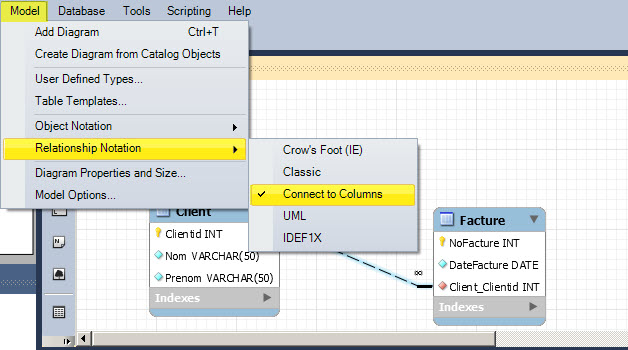 Model Database Tools Scripting Help
Add Diagram Ctrl+T
Create Diagram from Catalog Objects
User Defined Types...
Table Templates...
Object Notation
Relationship Notation
Diagram Properties and Size...
Model Options...
Crow's Foot (IE)
Classic
Connect to Columns
UML
IDEF1X
Client
Clientid INT
Nom VARCHAR(50)
Prenom VARCHAR(50)
Indexes
∞
Facture
NoFacture INT
DateFacture DATE
Client_Clientid INT
Indexes